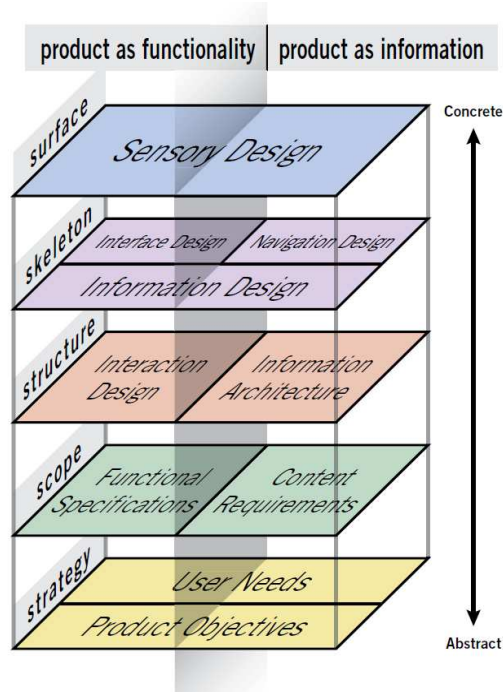 product as functionality
product as information
Concrete
surface
Sensory Design
skeleton
Interface Design
Navigation Design
Information Design
structure
Interaction
Design
Information
Architecture
scope
Functional
Specifications
Content
Requirements
strategy
User Needs
Product Objectives
Abstract